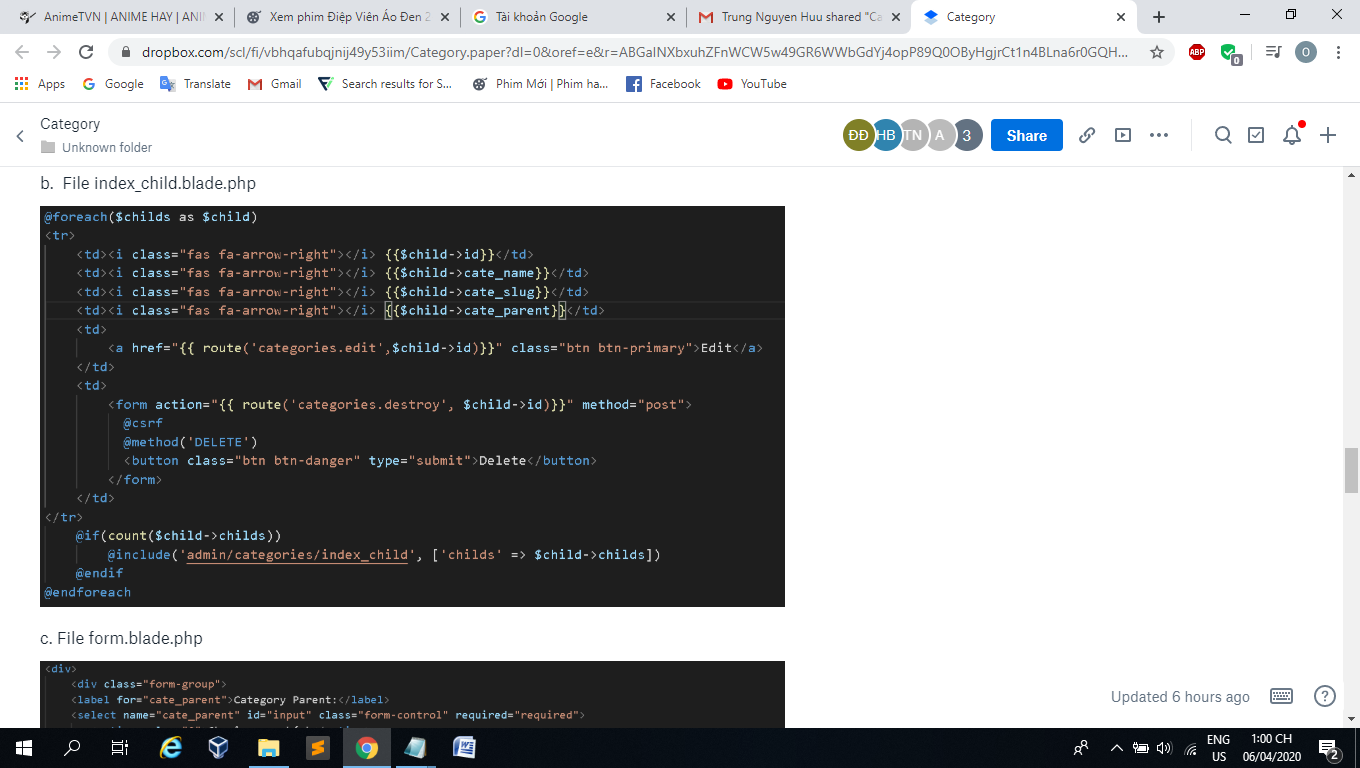 AnimeTVN | ANIME HAY | ANI
Xem phim Điệp Viên Áo Đen 2
Tài khoản Google
Trung Nguyen Huu shared "Ca
Category
dropbox.com/scl/fi/vbhqafubqjnij49y53iim/Category.paper?dl=0&oref=e&r=ABGaINXbxuhZFnWCW5w49GR6WWbGdYj4opP89Q0OByHgjrCt1n4BLna6r0GQH...
ABP
0
O
Apps
Google
Translate
Gmail
Search results for S...
Phim Mới | Phim ha...
Facebook
YouTube
Category
Unknown folder
ĐĐ
HB
TN
A
3
Share
b. File index_child.blade.php
@foreach($childs as $child)
<tr>
<td><i class="fas fa-arrow-right"></i> {{$child->id}}</td>
<td><i class="fas fa-arrow-right"></i> {{$child->cate_name}}</td>
<td><i class="fas fa-arrow-right"></i> {{$child->cate_slug}}</td>
<td><i class="fas fa-arrow-right"></i> {{$child->cate_parent}}</td>
<td>
<a href="{{ route('categories.edit',$child->id)}}" class="btn btn-primary">Edit</a>
</td>
<td>
<form action="{{ route('categories.destroy', $child->id)}}" method="post">
@csrf
@method('DELETE')
<button class="btn btn-danger" type="submit">Delete</button>
</form>
</td>
</tr>
@if(count($child->childs))
@include('admin/categories/index_child', ['childs' => $child->childs])
@endif
@endforeach
c. File form.blade.php
<div>
<div class="form-group">
<label for="cate_parent">Category Parent:</label>
<select name="cate_parent" id="input" class="form-control" required="required">
Updated 6 hours ago
?
ENG
US
1:00 CH
06/04/2020
2